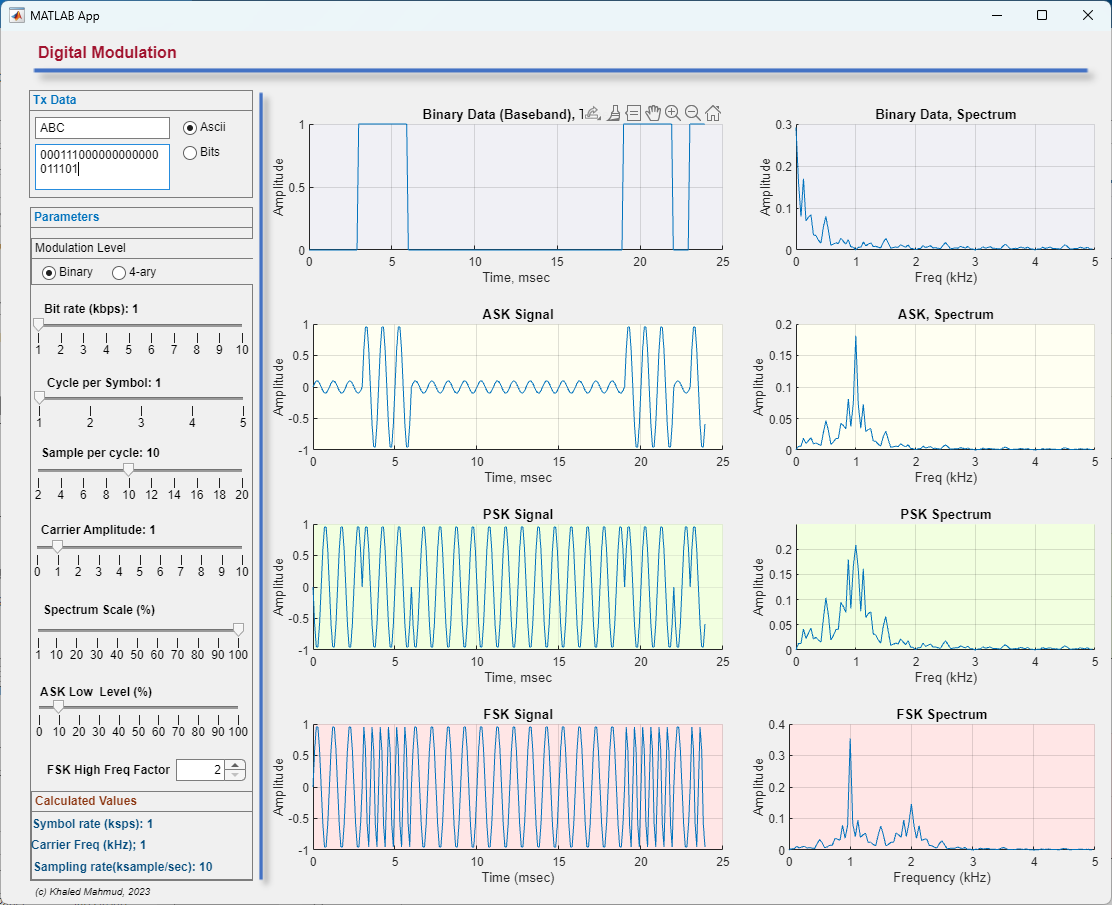 MATLAB App
Digital Modulation
Tx Data
ABC
Ascii
000111000000000000
011101
Bits
Parameters
Modulation Level
Binary 4-ary
Bit rate (kbps): 1
1 2 3 4 5 6 7 8 9 10
Cycle per Symbol: 1
1 2 3 4 5
Sample per cycle: 10
2 4 6 8 10 12 14 16 18 20
Carrier Amplitude: 1
0 1 2 3 4 5 6 7 8 9 10
Spectrum Scale (%)
1 10 20 30 40 50 60 70 80 90 100
ASK Low Level (%)
0 10 20 30 40 50 60 70 80 90 100
FSK High Freq Factor 2
Calculated Values
Symbol rate (ksps): 1
Carrier Freq (kHz); 1
Sampling rate(ksample/sec): 10
(c) Khaled Mahmud, 2023
Binary Data (Baseband),
1
0.5
0
Amplitude
0 5 10 15 20 25
Time, msec
Binary Data, Spectrum
0.3
0.2
0.1
0
Amplitude
0 1 2 3 4 5
Freq (kHz)
ASK Signal
1
0.5
0
-0.5
-1
Amplitude
0 5 10 15 20 25
Time, msec
ASK, Spectrum
0.2
0.15
0.1
0.05
0
Amplitude
0 1 2 3 4 5
Freq (kHz)
PSK Signal
1
0.5
0
-0.5
-1
Amplitude
0 5 10 15 20 25
Time, msec
PSK Spectrum
0.2
0.15
0.1
0.05
0
Amplitude
0 1 2 3 4 5
Freq (kHz)
FSK Signal
1
0.5
0
-0.5
-1
Amplitude
0 5 10 15 20 25
Time (msec)
FSK Spectrum
0.4
0.3
0.2
0.1
0
Amplitude
0 1 2 3 4 5
Frequency (kHz)